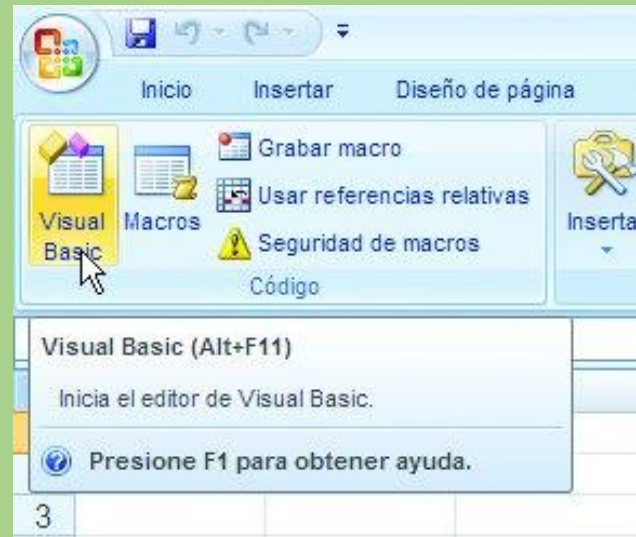 Inicio Insertar Diseño de página
Grabar macro
Usar referencias relativas
Seguridad de macros
Visual
Basic
Macros
Inserta
Código
Visual Basic (Alt+F11)
Inicia el editor de Visual Basic.
Presione F1 para obtener ayuda.
3